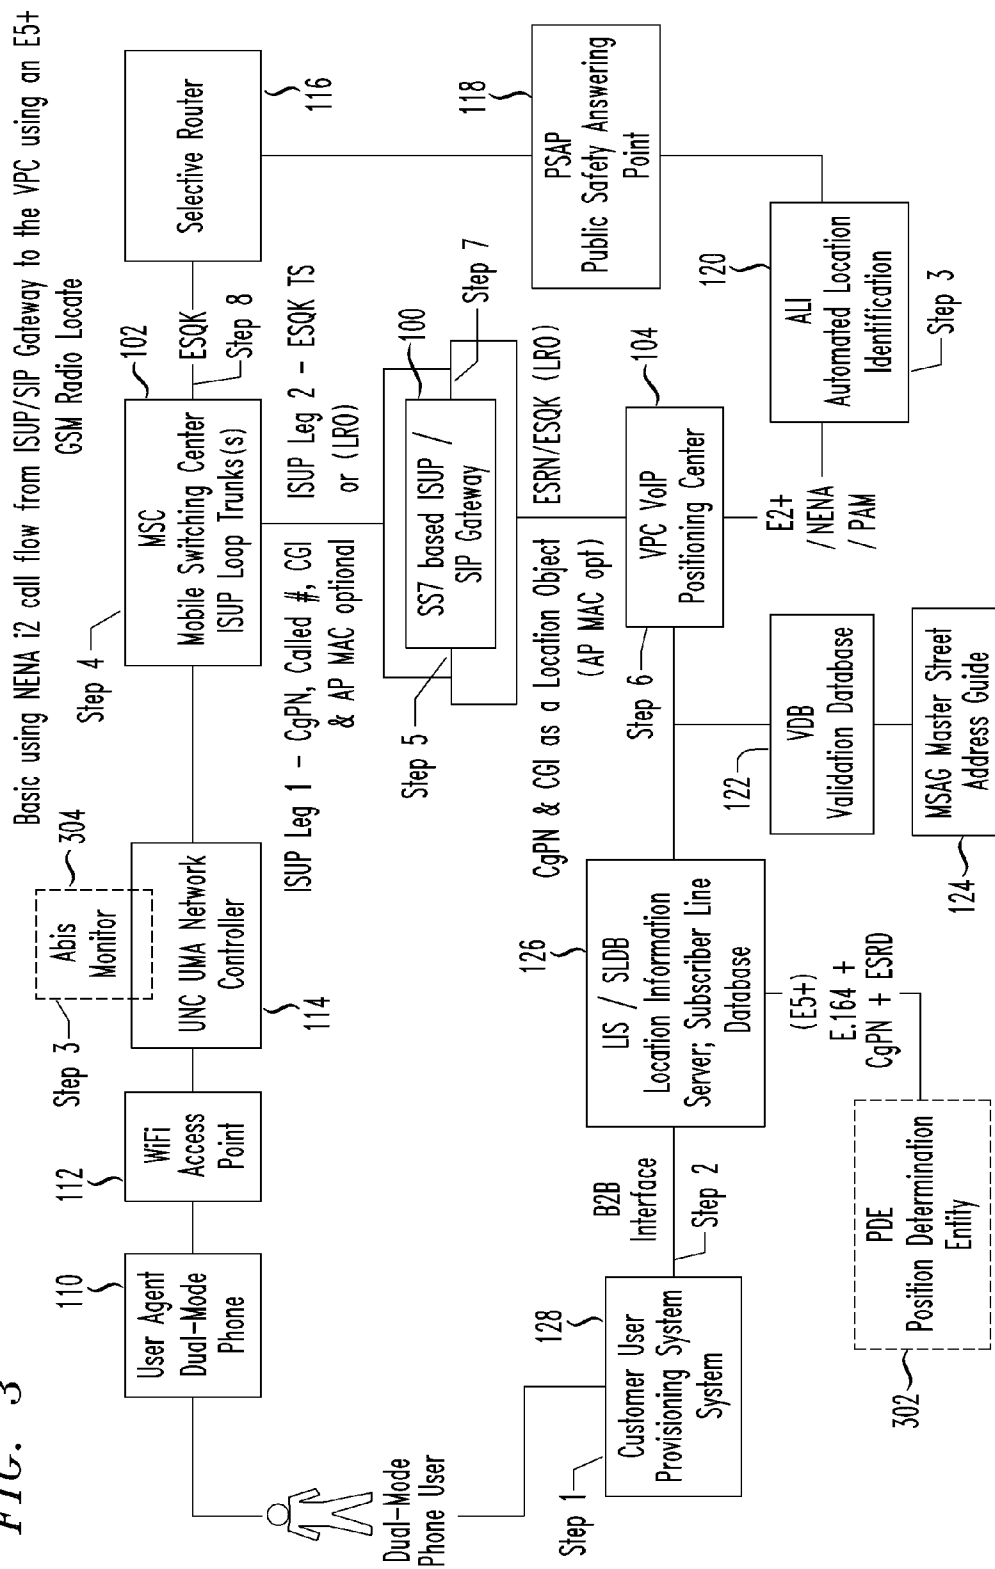 FIG. 3
Basic using NENA i2 call flow from ISUP/SIP Gateway to the VPC using an E5+
GSM Radio Locate
Step 3
304
Abis
Monitor
Step 4
102
110
User Agent
Dual-Mode
Phone
112
WiFi
Access
Point
UNC UMA Network
Controller
114
MSC
Mobile Switching Center
ISUP Loop Trunks(s)
ESQK
Step 8
Selective Router
116
Dual-Mode
Phone User
ISUP Leg 1 - CgPN, Called #, CGI
& AP MAC optional
ISUP Leg 2 - ESQK TS
or (LRO)
Step 5
100
SS7 based ISUP /
SIP Gateway
Step 7
118
PSAP
Public Safety Answering
Point
CgPN & CGI as a Location Object
(AP MAC opt)
ESRN/ESQK (LRO)
Step 1
128
Customer User
Provisioning System
System
B2B
Interface
Step 2
126
LIS / SLDB
Location Information
Server; Subscriber Line
Database
Step 6
104
VPC VoIP
Positioning Center
120
ALI
Automated Location
Identification
Step 3
E2+
/NENA
/PAM
122
VDB
Validation Database
(E5+)
E.164 +
CgPN + ESRD
302
PDE
Position Determination
Entity
124
MSAG Master Street
Address Guide